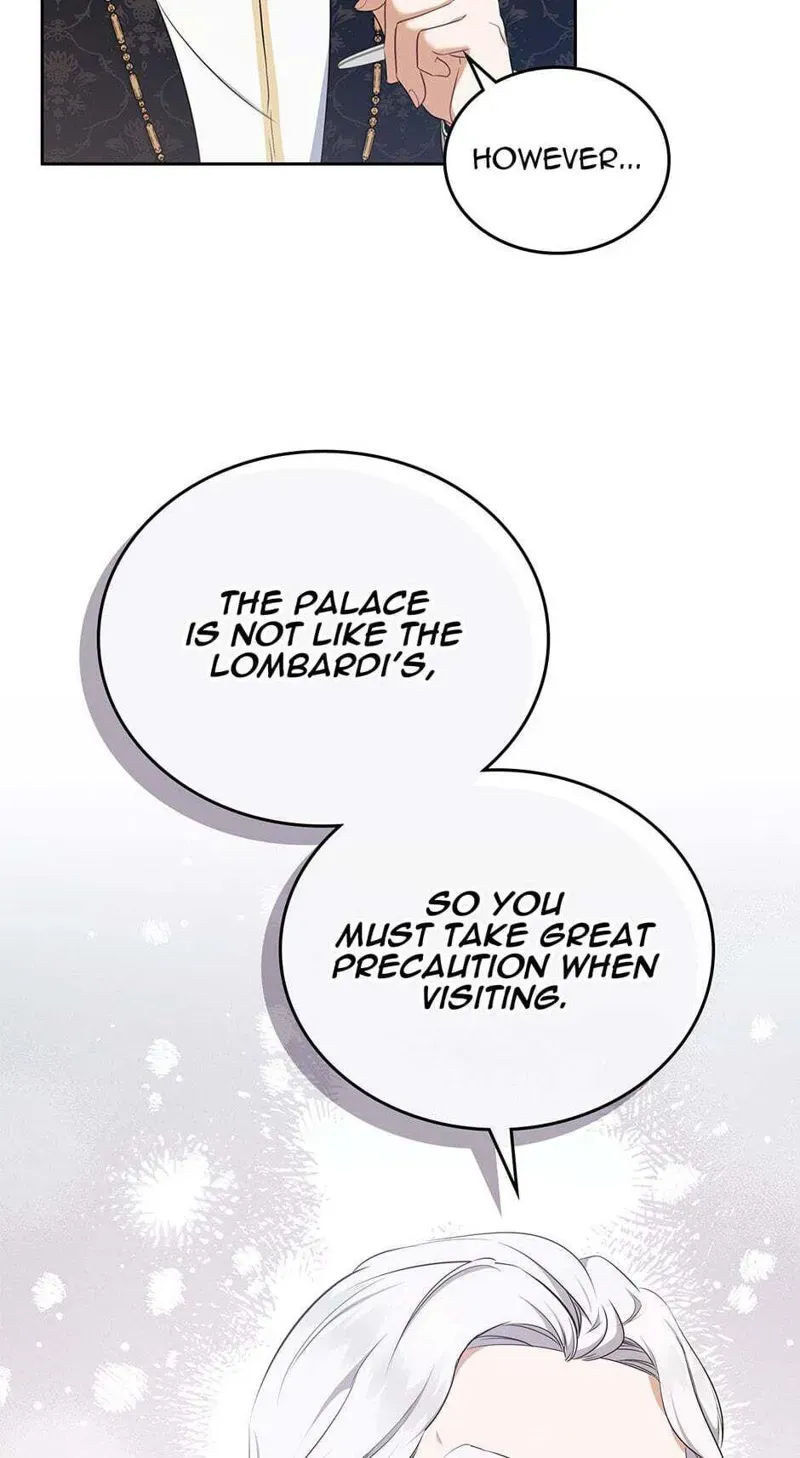 HOWEVER...
THE PALACE
IS NOT LIKE THE
LOMBARDI'S,
SO YOU
MUST TAKE GREAT
PRECAUTION WHEN
VISITING.